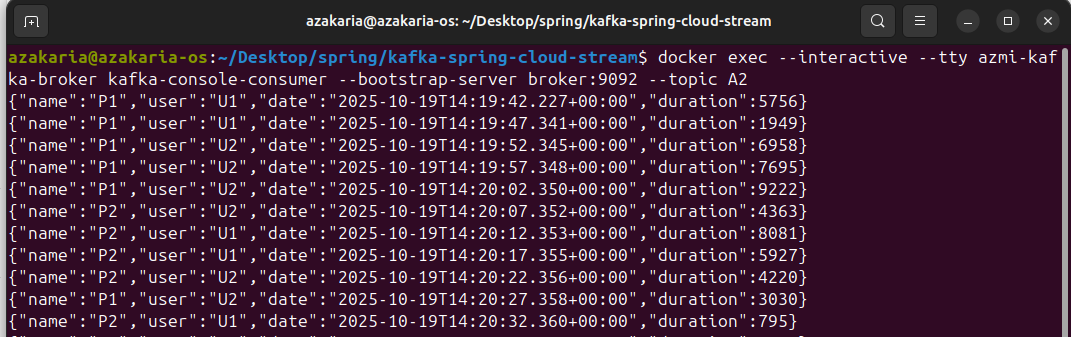 azakaria@azakaria-os: ~/Desktop/spring/kafka-spring-cloud-stream
azakaria@azakaria-os:~/Desktop/spring/kafka-spring-cloud-stream$ docker exec --interactive --tty azmi-kaf
ka-broker kafka-console-consumer --bootstrap-server broker:9092 --topic A2
{"name":"P1","user":"U1","date":"2025-10-19T14:19:42.227+00:00","duration":5756}
{"name":"P1","user":"U1","date":"2025-10-19T14:19:47.341+00:00","duration":1949}
{"name":"P1","user":"U2","date":"2025-10-19T14:19:52.345+00:00","duration":6958}
{"name":"P1","user":"U2","date":"2025-10-19T14:19:57.348+00:00","duration":7695}
{"name":"P1","user":"U2","date":"2025-10-19T14:20:02.350+00:00","duration":9222}
{"name":"P2","user":"U2","date":"2025-10-19T14:20:07.352+00:00","duration":4363}
{"name":"P2","user":"U1","date":"2025-10-19T14:20:12.353+00:00","duration":8081}
{"name":"P2","user":"U1","date":"2025-10-19T14:20:17.355+00:00","duration":5927}
{"name":"P2","user":"U2","date":"2025-10-19T14:20:22.356+00:00","duration":4220}
{"name":"P1","user":"U2","date":"2025-10-19T14:20:27.358+00:00","duration":3030}
{"name":"P2","user":"U1","date":"2025-10-19T14:20:32.360+00:00","duration":795}